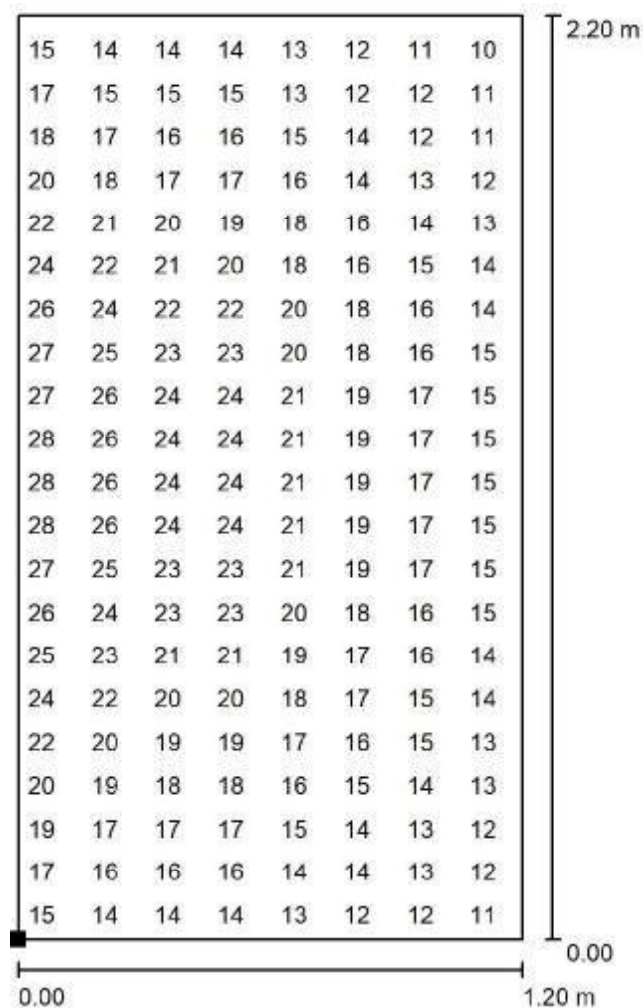 2.20 m
15 14 14 14 13 12 11 10
17 15 15 15 13 12 12 11
18 17 16 16 15 14 12 11
20 18 17 17 16 14 13 12
22 21 20 19 18 16 14 13
24 22 21 20 18 16 15 14
26 24 22 22 20 18 16 14
27 25 23 23 20 18 16 15
27 26 24 24 21 19 17 15
28 26 24 24 21 19 17 15
28 26 24 24 21 19 17 15
28 26 24 24 21 19 17 15
27 25 23 23 21 19 17 15
26 24 23 23 20 18 16 15
25 23 21 21 19 17 16 14
24 22 20 20 18 17 15 14
22 20 19 19 17 16 15 13
20 19 18 18 16 15 14 13
19 17 17 17 15 14 13 12
17 16 16 16 14 14 13 12
15 14 14 14 13 12 12 11
0.00
0.00 1.20 m